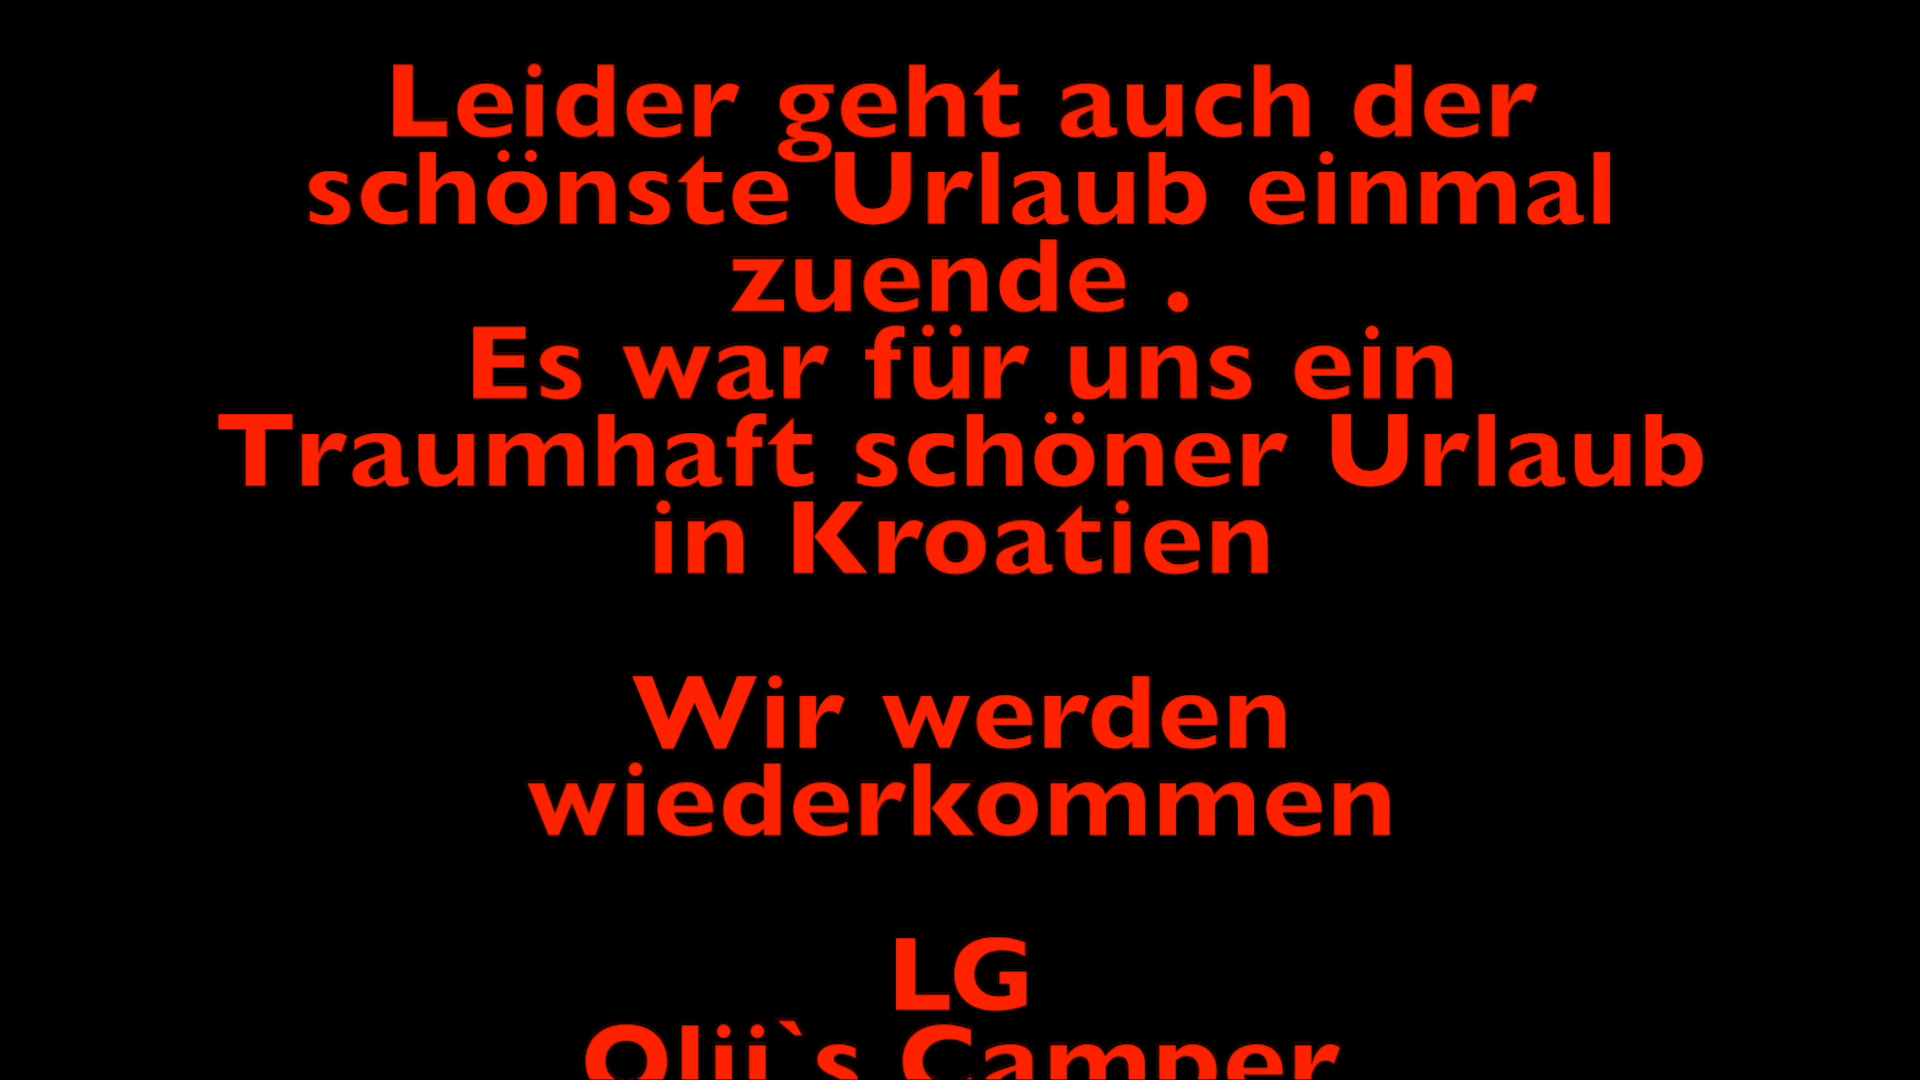 Leider geht auch der
schönste Urlaub einmal
zuende .
Es war für uns ein
Traumhaft schöner Urlaub
in Kroatien
Wir werden
wiederkommen
LG
Camper